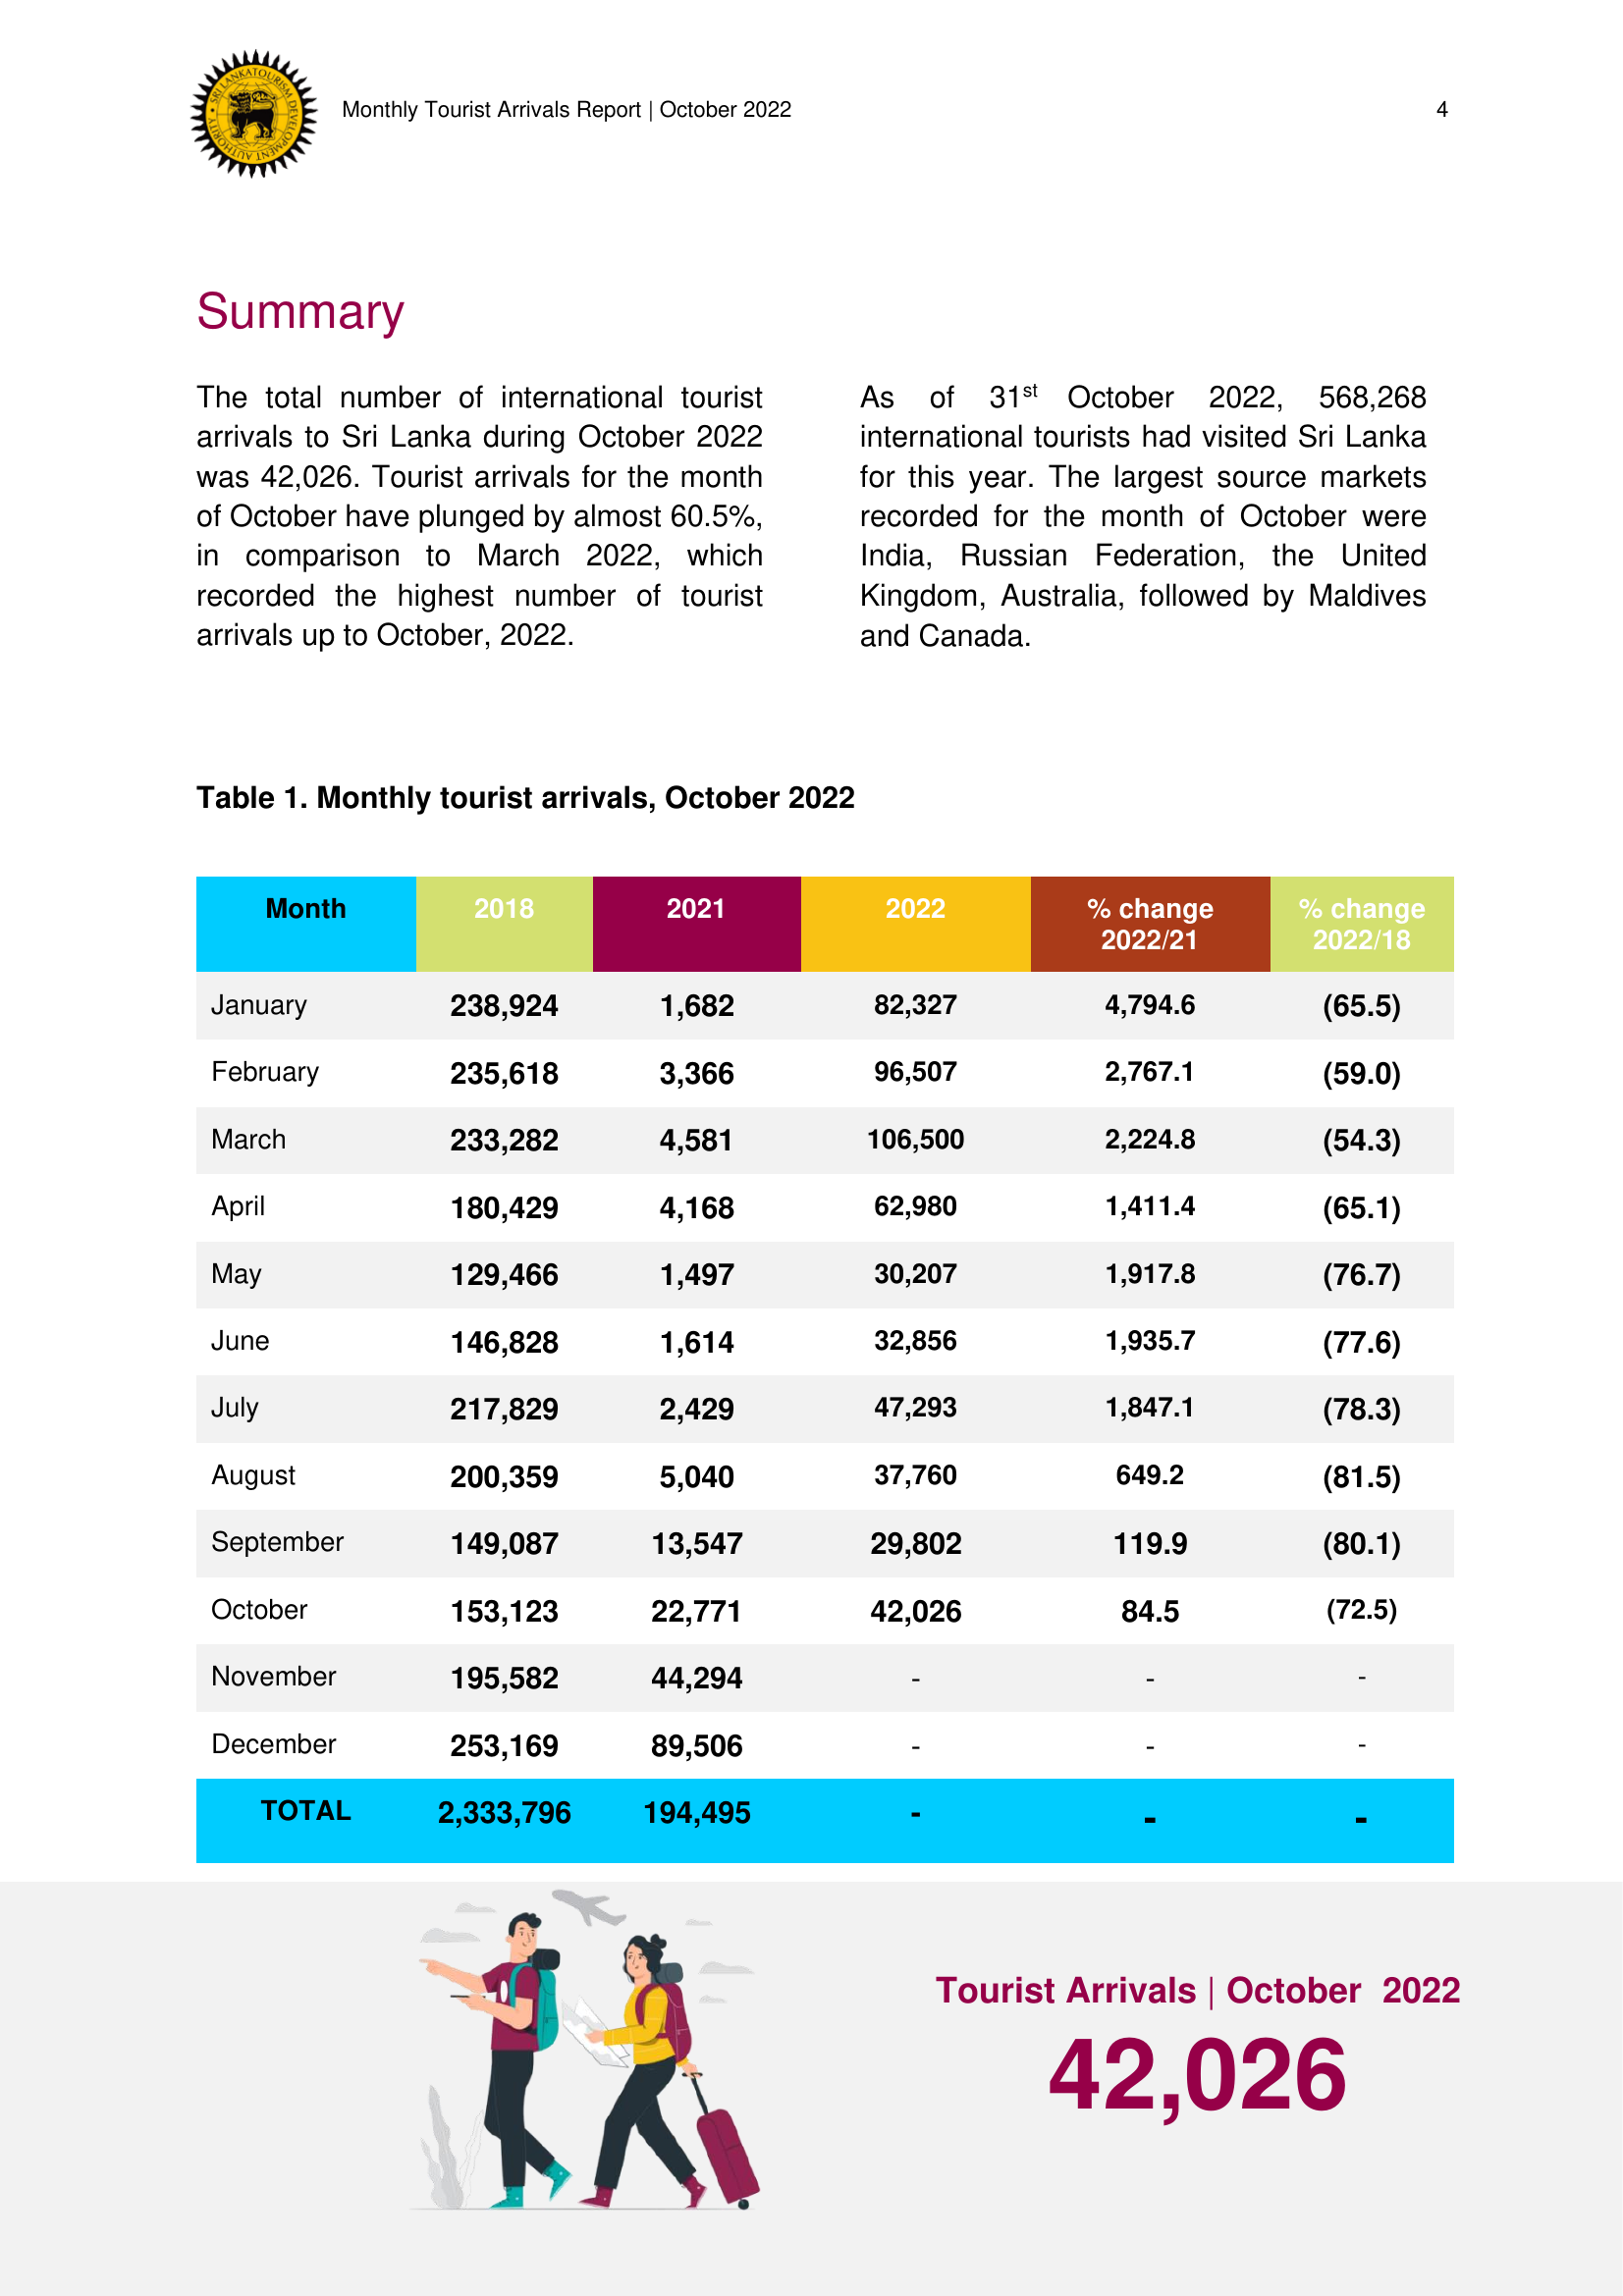 SRI LANKA TOURISM DEVELOPMENT AUTHORITY
Monthly Tourist Arrivals Report | October 2022
4
Summary
The total number of international tourist
arrivals to Sri Lanka during October 2022
was 42,026. Tourist arrivals for the month
of October have plunged by almost 60.5%,
in comparison to March 2022, which
recorded the highest number of tourist
arrivals up to October, 2022.
As of 31st October 2022, 568,268
international tourists had visited Sri Lanka
for this year. The largest source markets
recorded for the month of October were
India, Russian Federation, the United
Kingdom, Australia, followed by Maldives
and Canada.
Table 1. Monthly tourist arrivals, October 2022
Month 2018 2021 2022 % change 2022/21 % change 2022/18
January 238,924 1,682 82,327 4,794.6 (65.5)
February 235,618 3,366 96,507 2,767.1 (59.0)
March 233,282 4,581 106,500 2,224.8 (54.3)
April 180,429 4,168 62,980 1,411.4 (65.1)
May 129,466 1,497 30,207 1,917.8 (76.7)
June 146,828 1,614 32,856 1,935.7 (77.6)
July 217,829 2,429 47,293 1,847.1 (78.3)
August 200,359 5,040 37,760 649.2 (81.5)
September 149,087 13,547 29,802 119.9 (80.1)
October 153,123 22,771 42,026 84.5 (72.5)
November 195,582 44,294 - - -
December 253,169 89,506 - - -
TOTAL 2,333,796 194,495 - - -
Tourist Arrivals | October 2022
42,026